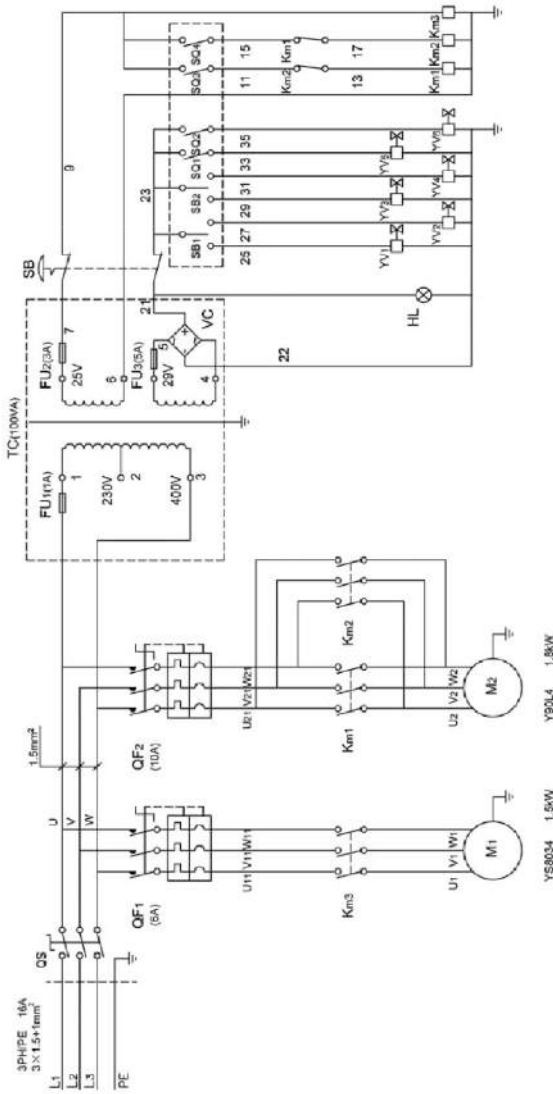 3PH/PE 16A
3×1.5+1mm²
L1
L2
L3
PE
QS
U
V
W
1.5mm²
QF1
(6A)
U11 V11 W11
Km3
U1 V1 W1
M1
YS8034 1.5kW
QF2
(10A)
U21 V21 W21
Km1
Km2
U2 V2 W2
M2
Y90L4 1.8kW
TC(100VA)
FU1(1A)
1
230V
2
400V
3
FU2(3A)
7
25V
6
FU3(5A)
5
29V
4
VC
21
22
SB
9
23
HL
SB1
SB2
SQ1
SQ2
SQ3
SQ4
25
27
29
31
33
35
11
15
Km2
Km1
13
17
YV1
YV2
YV3
YV4
YV5
Km1
Km2
Km3